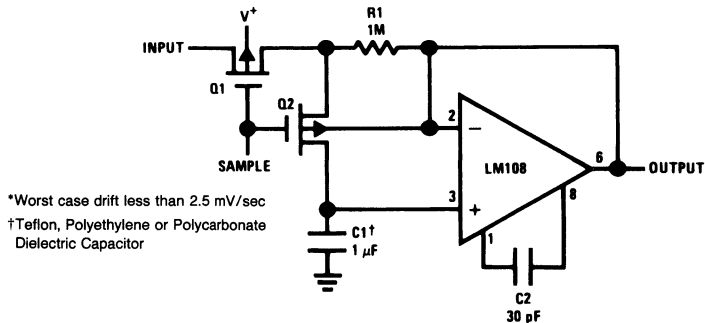 V+
R1
1M
INPUT
Q1
Q2
2
−
SAMPLE
LM108
6
OUTPUT
8
3
+
1
C1†
1 μF
C2
30 pF
*Worst case drift less than 2.5 mV/sec
†Teflon, Polyethylene or Polycarbonate
Dielectric Capacitor